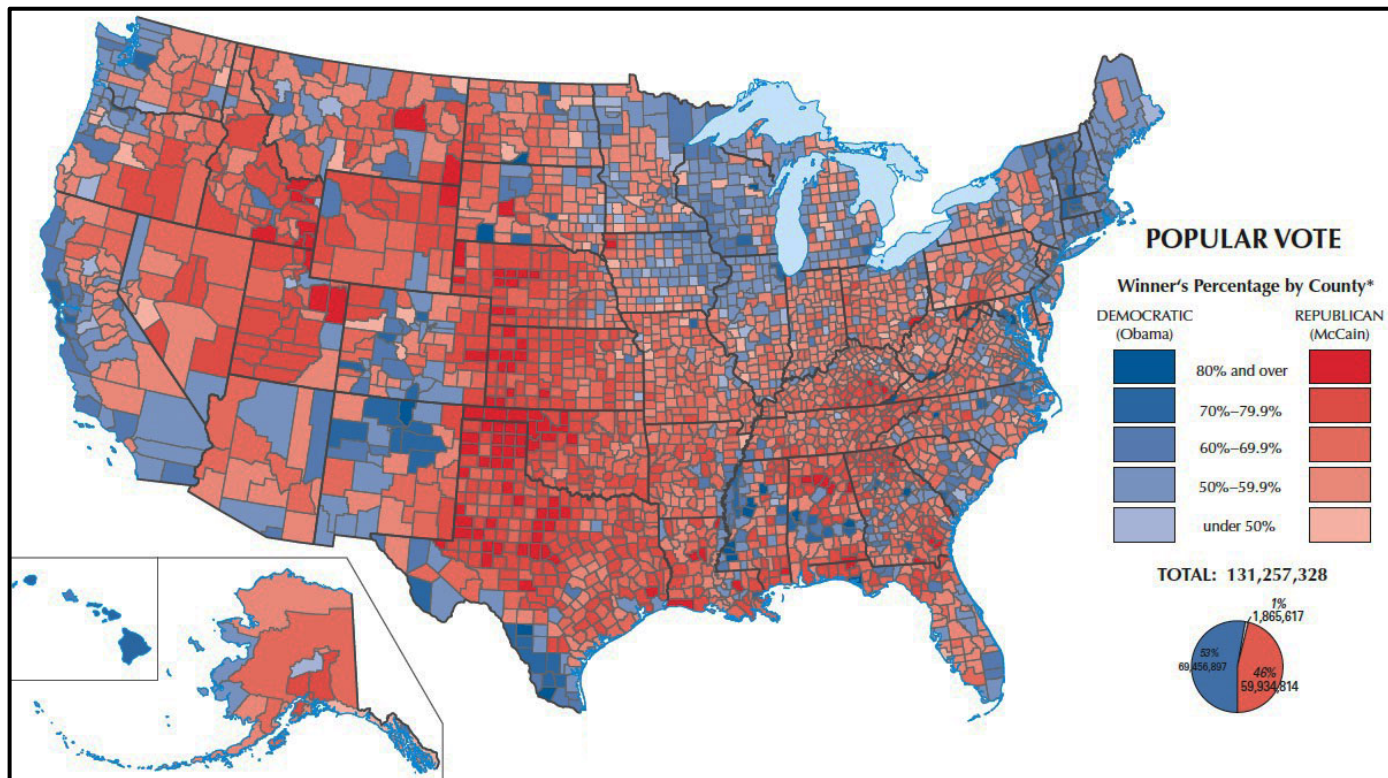 POPULAR VOTE
Winner's Percentage by County*
DEMOCRATIC REPUBLICAN
(Obama) (McCain)
80% and over
70%–79.9%
60%–69.9%
50%–59.9%
under 50%
TOTAL: 131,257,328
1%
1,865,617
53%
69,456,897
46%
59,934,814